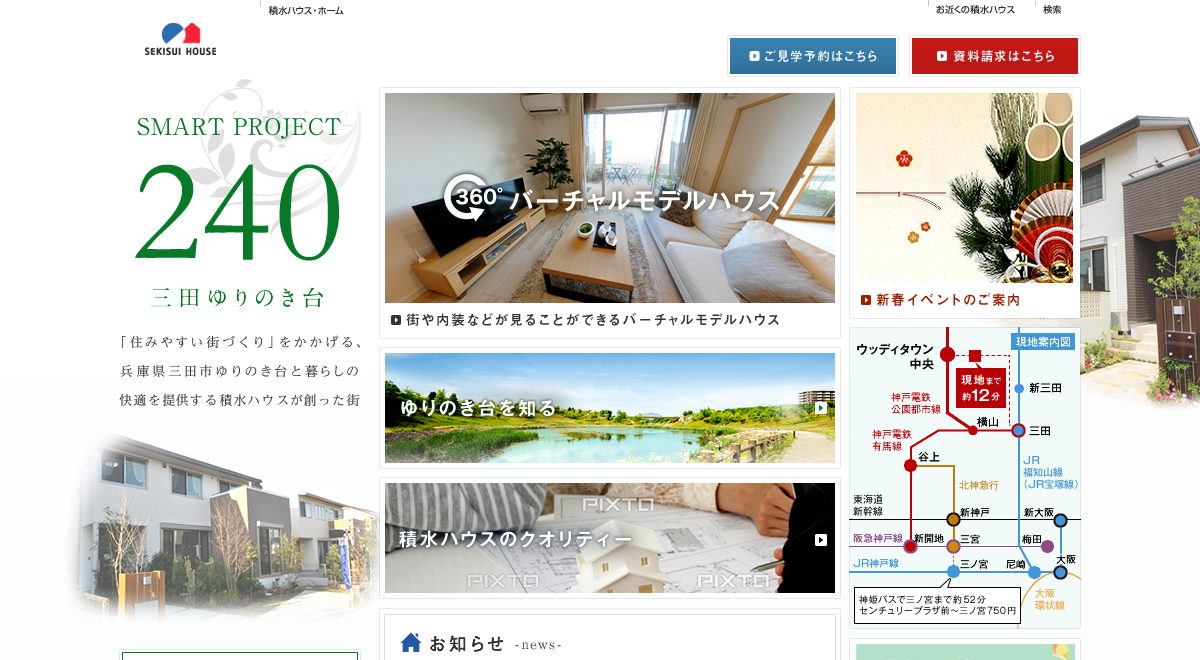 積水ハウス・ホーム
お近くの積水ハウス
検索
SEKISUI HOUSE
ご見学予約はこちら
資料請求はこちら
SMART PROJECT
240
三田ゆりのき台
「住みやすい街づくり」をかかげる、
兵庫県三田市ゆりのき台と暮らしの
快適を提供する積水ハウスが創った街
360°
バーチャルモデルハウス
街や内装などが見ることができるバーチャルモデルハウス
ゆりのき台を知る
PIXTA
積水ハウスのクオリティー
PIXTA
PIXTA
お知らせ -news-
新春イベントのご案内
現地案内図
ウッディタウン
中央
現地まで
約12分
新三田
神戸電鉄
公園都市線
横山
三田
神戸電鉄
有馬線
谷上
JR
福知山線
(JR宝塚線)
北神急行
東海道
新幹線
新神戸
新大阪
阪急神戸線
新開地
三宮
梅田
JR神戸線
三ノ宮
尼崎
大阪
神姫バスで三ノ宮まで約52分
センチュリープラザ前～三ノ宮750円
大阪
環状線